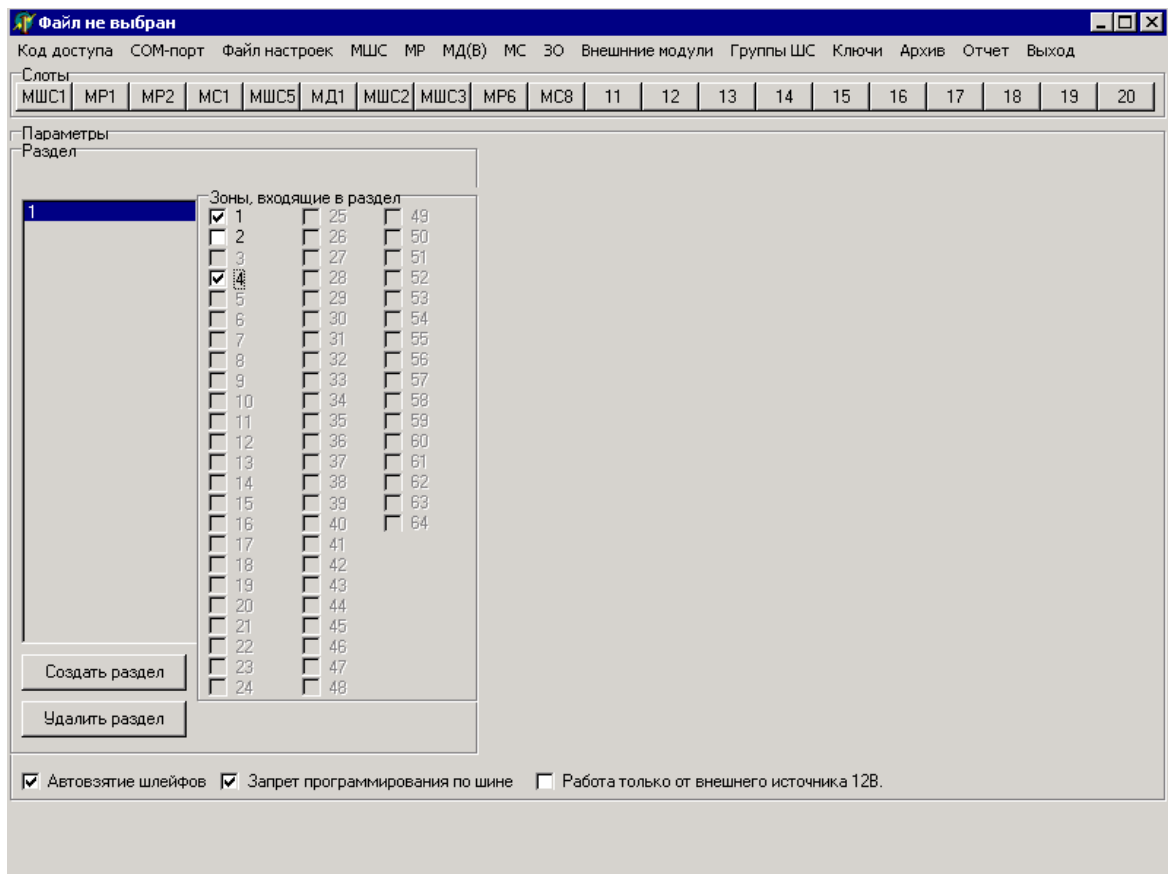 Файл не выбран
Код доступа COM-порт Файл настроек МШС МР МД(В) МС ЗО Внешнние модули Группы ШС Ключи Архив Отчет Выход
Слоты
МШС1 МР1 МР2 МС1 МШС5 МД1 МШС2 МШС3 МР6 МС8 11 12 13 14 15 16 17 18 19 20
Параметры
Раздел
Зоны, входящие в раздел
1 1 25 49
2 26 50
3 27 51
4 28 52
5 29 53
6 30 54
7 31 55
8 32 56
9 33 57
10 34 58
11 35 59
12 36 60
13 37 61
14 38 62
15 39 63
16 40 64
17 41
18 42
19 43
20 44
21 45
22 46
Создать раздел 23 47
24 48
Удалить раздел
Автовзятие шлейфов Запрет программирования по шине Работа только от внешнего источника 12В.